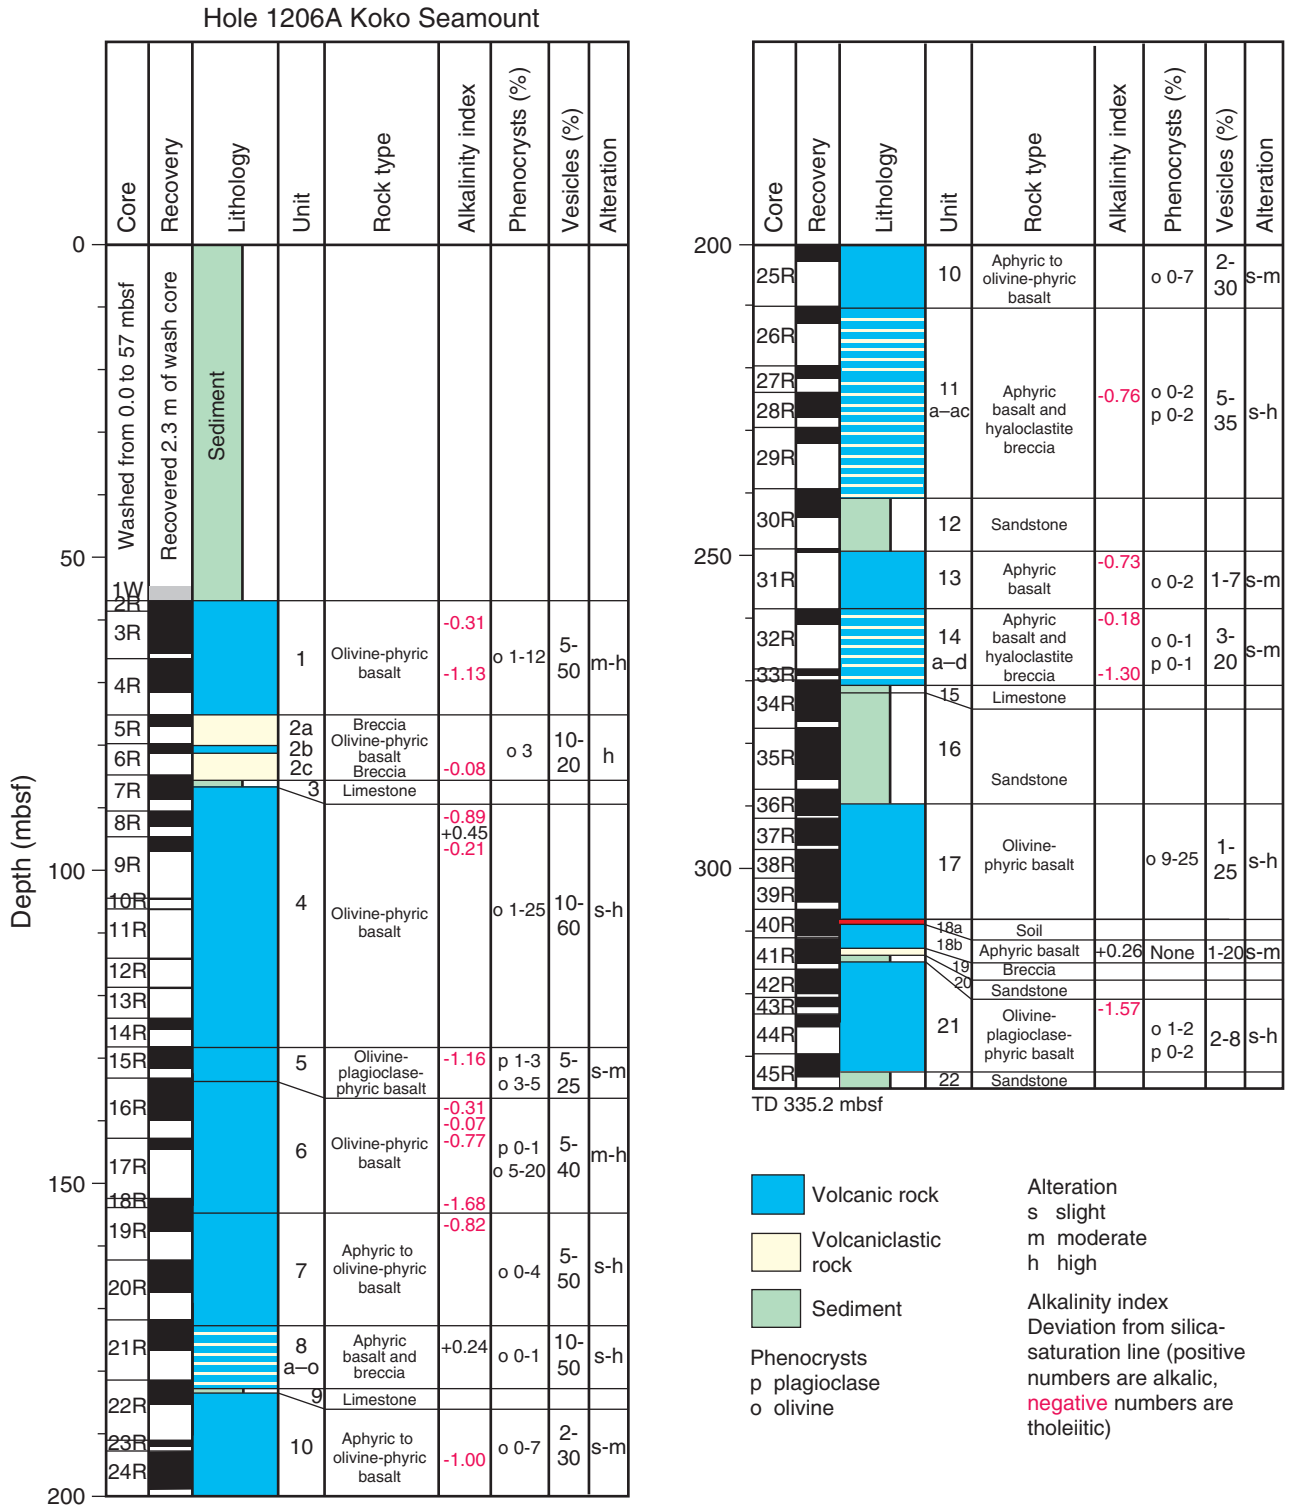 Hole 1206A Koko Seamount
Core
Recovery
Lithology
Unit
Rock type
Alkalinity index
Phenocrysts (%)
Vesicles (%)
Alteration
Depth (mbsf)
0
50
100
150
200
Washed from 0.0 to 57 mbsf
Recovered 2.3 m of wash core
Sediment
1W
2R
3R
4R
5R
6R
7R
8R
9R
10R
11R
12R
13R
14R
15R
16R
17R
18R
19R
20R
21R
22R
23R
24R
1
Olivine-phyric
basalt
-0.31
-1.13
o 1-12
5-
50
m-h
2a
2b
2c
Breccia
Olivine-phyric
basalt
Breccia
-0.08
o 3
10-
20
h
3
Limestone
4
Olivine-phyric
basalt
-0.89
+0.45
-0.21
o 1-25
10-
60
s-h
5
Olivine-
plagioclase-
phyric basalt
-1.16
p 1-3
o 3-5
5-
25
s-m
6
Olivine-phyric
basalt
-0.31
-0.07
-0.77
-1.68
p 0-1
o 5-20
5-
40
m-h
7
Aphyric to
olivine-phyric
basalt
-0.82
o 0-4
5-
50
s-h
8
a–o
Aphyric
basalt and
breccia
+0.24
o 0-1
10-
50
s-h
9
Limestone
10
Aphyric to
olivine-phyric
basalt
-1.00
o 0-7
2-
30
s-m
Core
Recovery
Lithology
Unit
Rock type
Alkalinity index
Phenocrysts (%)
Vesicles (%)
Alteration
200
250
300
25R
26R
27R
28R
29R
30R
31R
32R
33R
34R
35R
36R
37R
38R
39R
40R
41R
42R
43R
44R
45R
10
Aphyric to
olivine-phyric
basalt
o 0-7
2-
30
s-m
11
a–ac
Aphyric
basalt and
hyaloclastite
breccia
-0.76
o 0-2
p 0-2
5-
35
s-h
12
Sandstone
13
Aphyric
basalt
-0.73
o 0-2
1-7
s-m
14
a–d
Aphyric
basalt and
hyaloclastite
breccia
-0.18
-1.30
o 0-1
p 0-1
3-
20
s-m
15
Limestone
16
Sandstone
17
Olivine-
phyric basalt
o 9-25
1-
25
s-h
18a
Soil
18b
Aphyric basalt
+0.26
None
1-20
s-m
19
Breccia
20
Sandstone
21
Olivine-
plagioclase-
phyric basalt
-1.57
o 1-2
p 0-2
2-8
s-h
22
Sandstone
TD 335.2 mbsf
Volcanic rock
Volcaniclastic
rock
Sediment
Phenocrysts
p plagioclase
o olivine
Alteration
s slight
m moderate
h high
Alkalinity index
Deviation from silica-
saturation line (positive
numbers are alkalic,
negative numbers are
tholeiitic)